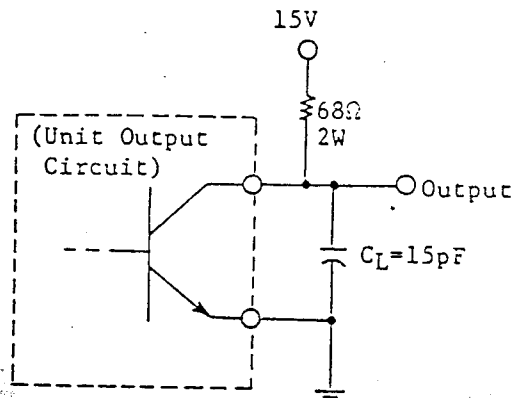 15V
68Ω
2W
(Unit Output
Circuit)
Output
C_L=15pF